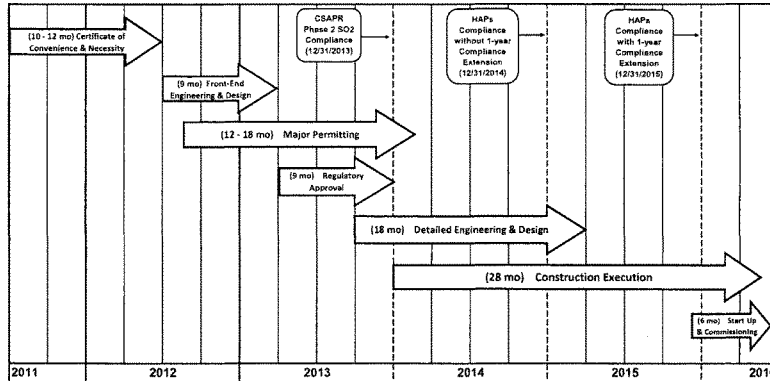 (10 - 12 mo) Certificate of
Convenience & Necessity
CSAPR
Phase 2 SO2
Compliance
(12/31/2013)
HAPs
Compliance
without 1-year
Compliance
Extension
(12/31/2014)
HAPs
Compliance
with 1-year
Compliance
Extension
(12/31/2015)
(9 mo) Front-End
Engineering & Design
(12 - 18 mo) Major Permitting
(9 mo) Regulatory
Approval
(18 mo) Detailed Engineering & Design
(28 mo) Construction Execution
(6 mo) Start Up
& Commissioning
2011 2012 2013 2014 2015 201